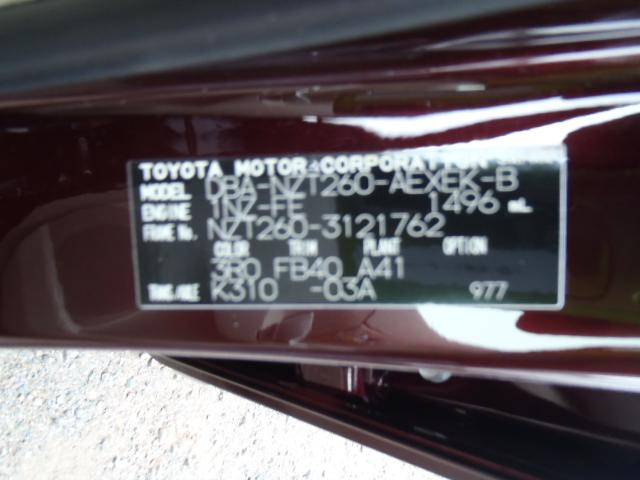 TOYOTA MOTOR CORPORATION
MODEL DBA-NZT260-AEXEK-B
ENGINE 1NZ-FE 1496 mL
FRAME No. NZT260-3121762
COLOR TRIM PLANT OPTION
3R0 FB40 A41
TRANS/AXLE K310 -03A 977